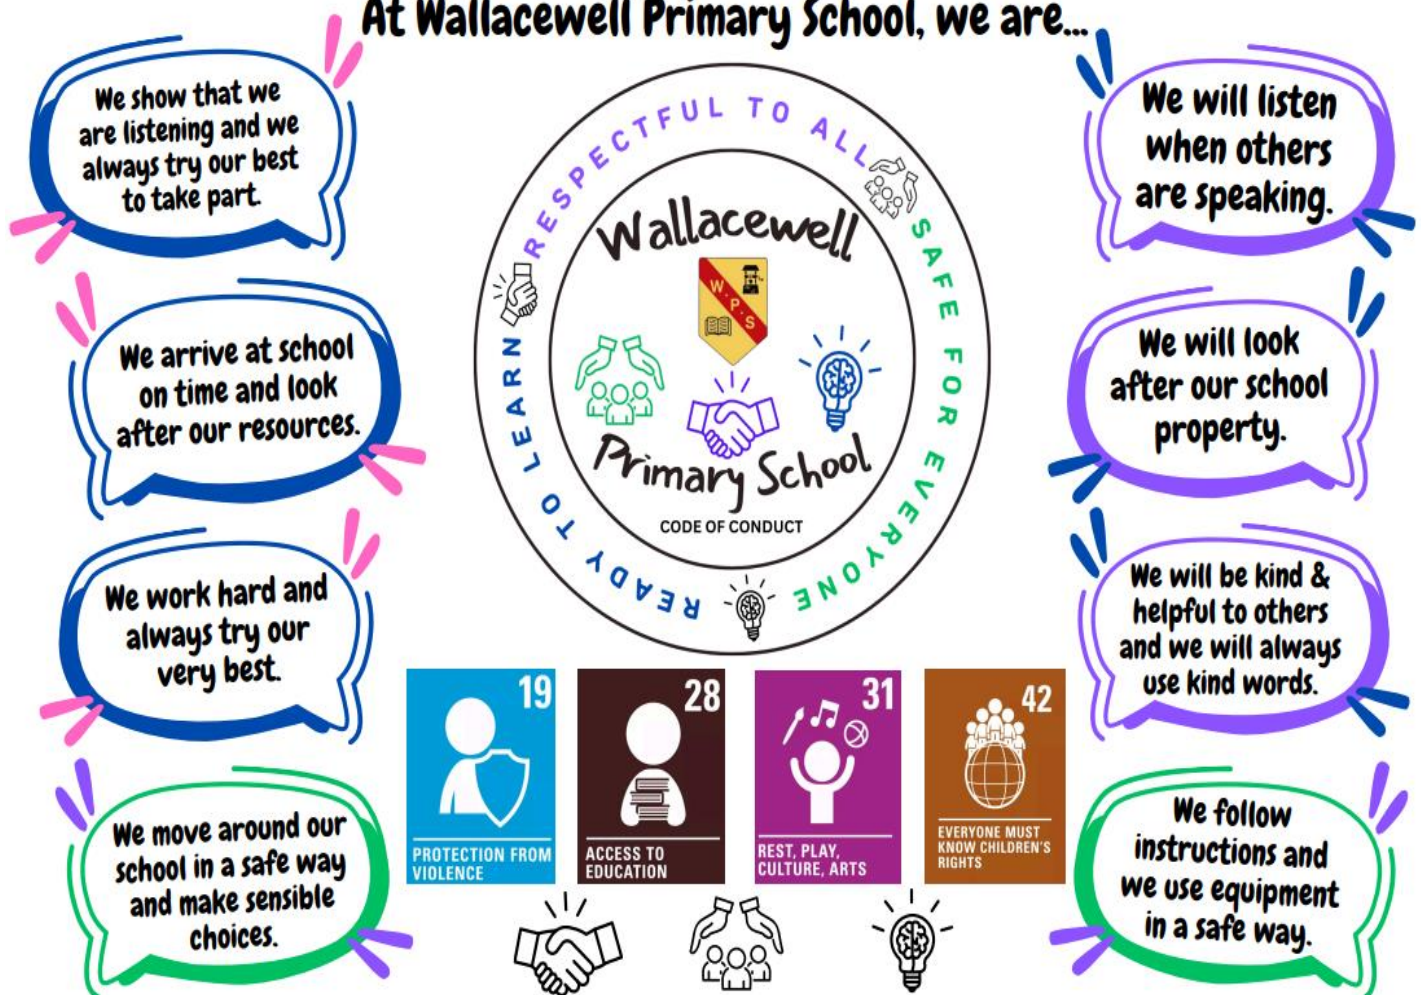 At Wallacewell Primary School, we are...
We show that we
are listening and we
always try our best
to take part.
We arrive at school
on time and look
after our resources.
We work hard and
always try our
very best.
We move around our
school in a safe way
and make sensible
choices.
RESPECTFUL TO ALL
SAFE FOR EVERYONE
READY TO LEARN
Wallacewell
W.P.S
Primary School
CODE OF CONDUCT
19
PROTECTION FROM
VIOLENCE
28
ACCESS TO
EDUCATION
31
REST, PLAY,
CULTURE, ARTS
42
EVERYONE MUST
KNOW CHILDREN'S
RIGHTS
We will listen
when others
are speaking.
We will look
after our school
property.
We will be kind &
helpful to others
and we will always
use kind words.
We follow
instructions and
we use equipment
in a safe way.